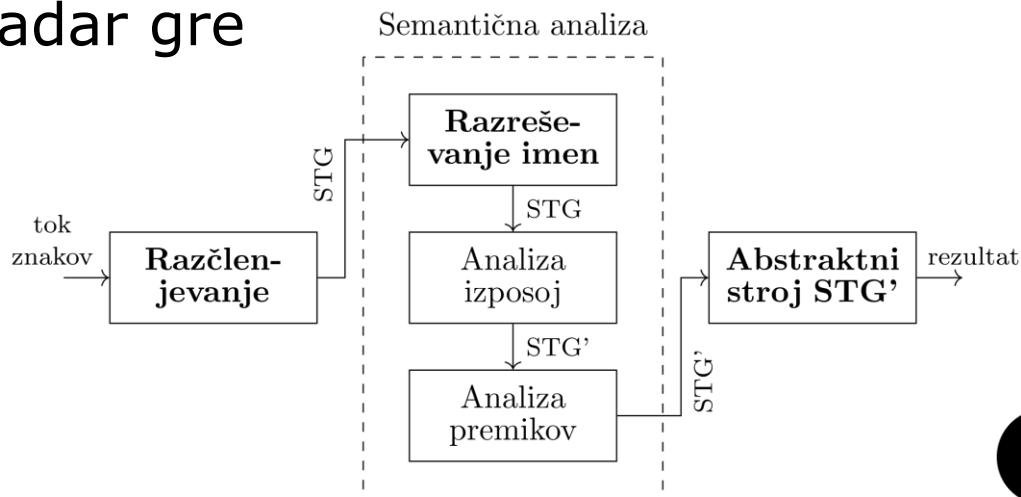 adar gre
Semantična analiza
Razreše-
vanje imen
STG
STG
tok
znakov
Razčlen-
jevanje
Analiza
izposoj
Abstraktni
stroj STG’
rezultat
STG’
STG’
Analiza
premikov